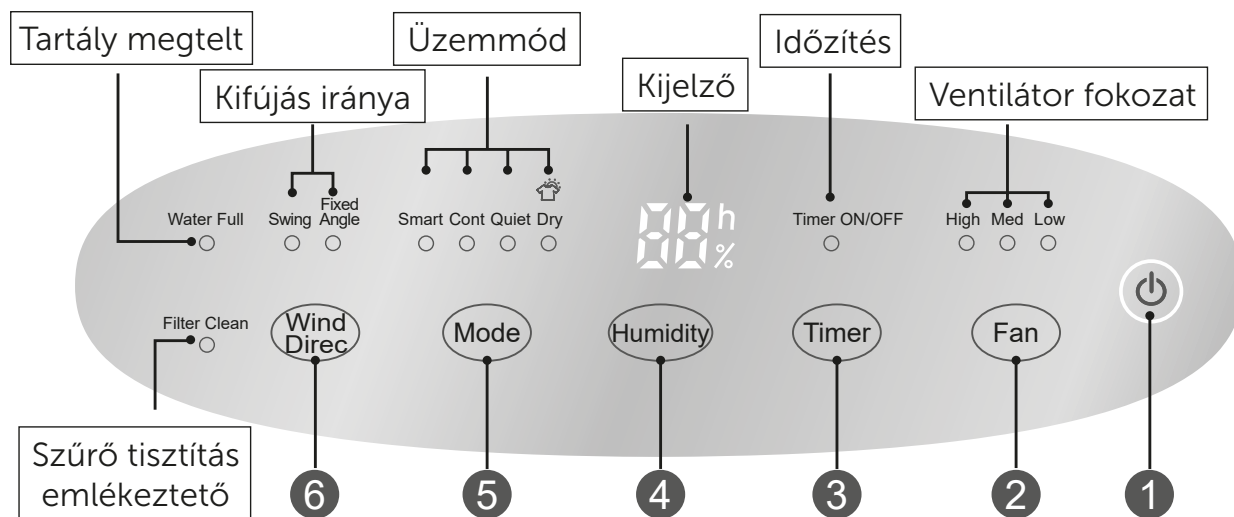 Tartály megtelt
Üzemmód
Időzítés
Kifújás iránya
Kijelző
Ventilátor fokozat
Water Full
Swing
Fixed
Angle
Smart Cont Quiet Dry
88 h
%
Timer ON/OFF
High Med Low
Filter Clean
Wind
Direc
Mode
Humidity
Timer
Fan
Szűrő tisztítás
emlékeztető
6
5
4
3
2
1